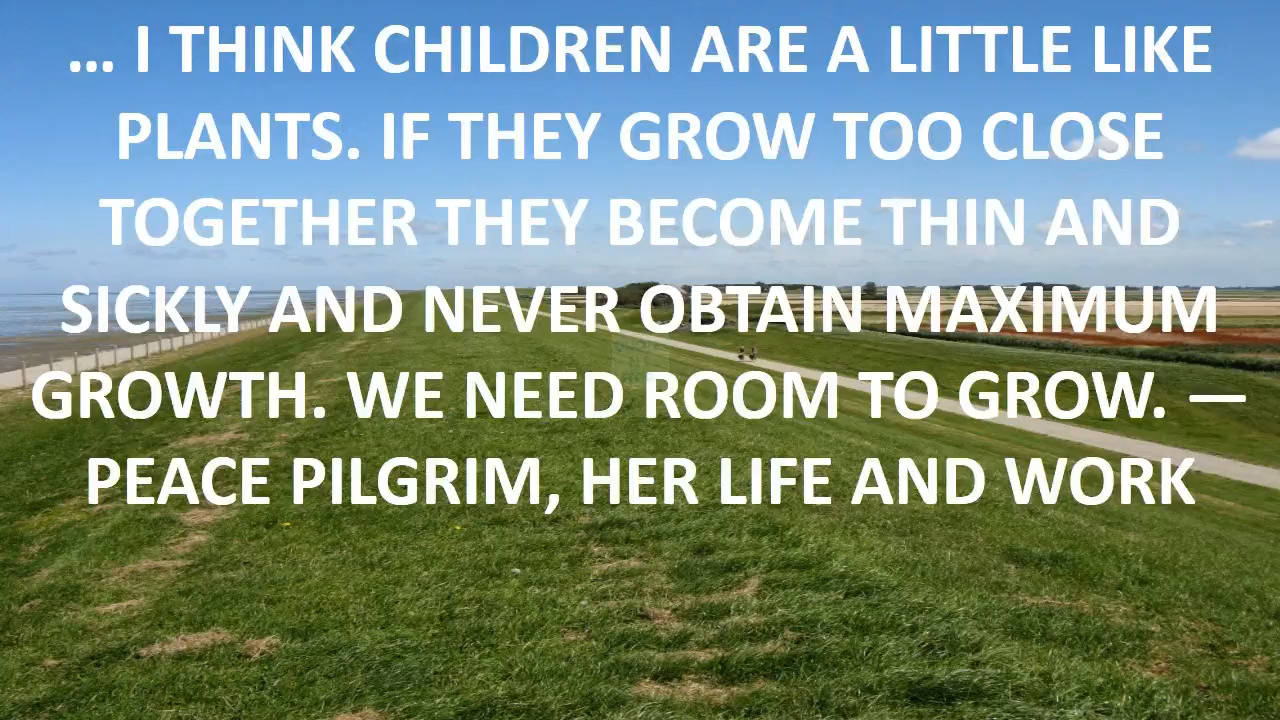 … I THINK CHILDREN ARE A LITTLE LIKE
PLANTS. IF THEY GROW TOO CLOSE
TOGETHER THEY BECOME THIN AND
SICKLY AND NEVER OBTAIN MAXIMUM
GROWTH. WE NEED ROOM TO GROW. —
PEACE PILGRIM, HER LIFE AND WORK